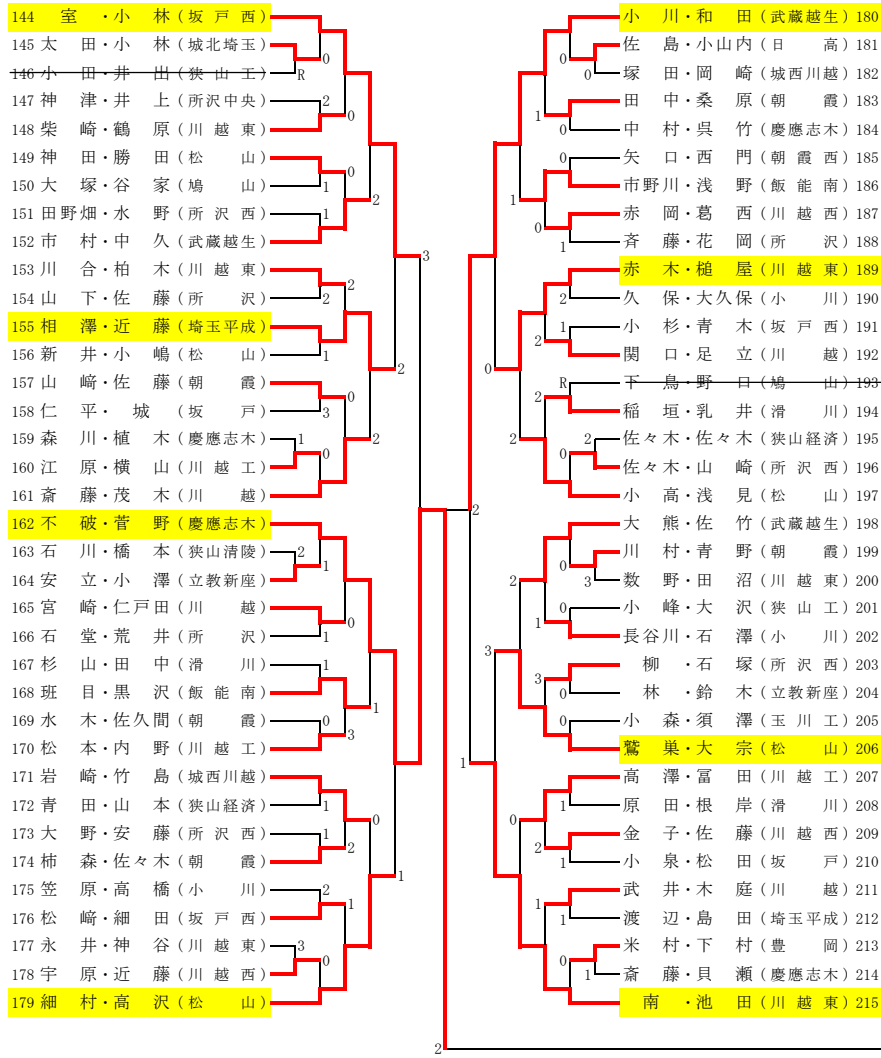 144 室 ・小 林(坂 戸 西)
145 太 田・小 林(城北埼玉)
146 小 田・井 出(狭 山 工)
147 神 津・井 上(所沢中央)
148 柴 崎・鶴 原(川 越 東)
149 神 田・勝 田(松 山)
150 大 塚・谷 家(鳩 山)
151 田野畑・水 野(所 沢 西)
152 市 村・中 久(武蔵越生)
153 川 合・柏 木(川 越 東)
154 山 下・佐 藤(所 沢)
155 相 澤・近 藤(埼玉平成)
156 新 井・小 嶋(松 山)
157 山 﨑・佐 藤(朝 霞)
158 仁 平・ 城 (坂 戸)
159 森 川・植 木(慶應志木)
160 江 原・横 山(川 越 工)
161 斎 藤・茂 木(川 越)
162 不 破・菅 野(慶應志木)
163 石 川・橋 本(狭山清陵)
164 安 立・小 澤(立教新座)
165 宮 崎・仁戸田(川 越)
166 石 堂・荒 井(所 沢)
167 杉 山・田 中(滑 川)
168 班 目・黒 沢(飯 能 南)
169 水 木・佐久間(朝 霞)
170 松 本・内 野(川 越 工)
171 岩 崎・竹 島(城西川越)
172 青 田・山 本(狭山経済)
173 大 野・安 藤(所 沢 西)
174 柿 森・佐々木(朝 霞)
175 笠 原・高 橋(小 川)
176 松 﨑・細 田(坂 戸 西)
177 永 井・神 谷(川 越 東)
178 宇 原・近 藤(川 越 西)
179 細 村・高 沢(松 山)
0
R
2
0
0
1
2
1
3
2
2
2
1
2
0
3
2
1
0
2
1
0
1
1
1
0
3
1
0
1
2
1
2
1
3
0
2
小 川・和 田(武蔵越生) 180
佐 島・小山内(日 高) 181
塚 田・岡 崎(城西川越) 182
田 中・桑 原(朝 霞) 183
中 村・呉 竹(慶應志木) 184
矢 口・西 門(朝 霞 西) 185
市野川・浅 野(飯 能 南) 186
赤 岡・葛 西(川 越 西) 187
斉 藤・花 岡(所 沢) 188
赤 木・槌 屋(川 越 東) 189
久 保・大久保(小 川) 190
小 杉・青 木(坂 戸 西) 191
関 口・足 立(川 越) 192
下 鳥・野 口(鳩 山) 193
稲 垣・乳 井(滑 川) 194
佐々木・佐々木(狭山経済) 195
佐々木・山 崎(所 沢 西) 196
小 高・浅 見(松 山) 197
大 熊・佐 竹(武蔵越生) 198
川 村・青 野(朝 霞) 199
数 野・田 沼(川 越 東) 200
小 峰・大 沢(狭 山 工) 201
長谷川・石 澤(小 川) 202
柳 ・石 塚(所 沢 西) 203
林 ・鈴 木(立教新座) 204
小 森・須 澤(玉 川 工) 205
鷲 巣・大 宗(松 山) 206
高 澤・冨 田(川 越 工) 207
原 田・根 岸(滑 川) 208
金 子・佐 藤(川 越 西) 209
小 泉・松 田(坂 戸) 210
武 井・木 庭(川 越) 211
渡 辺・島 田(埼玉平成) 212
米 村・下 村(豊 岡) 213
斎 藤・貝 瀬(慶應志木) 214
南 ・池 田(川 越 東) 215
0
0
1
0
0
1
0
1
2
1
2
0
R
2
2
0
2
0
3
2
0
1
3
3
0
0
1
0
2
1
1
1
0
1